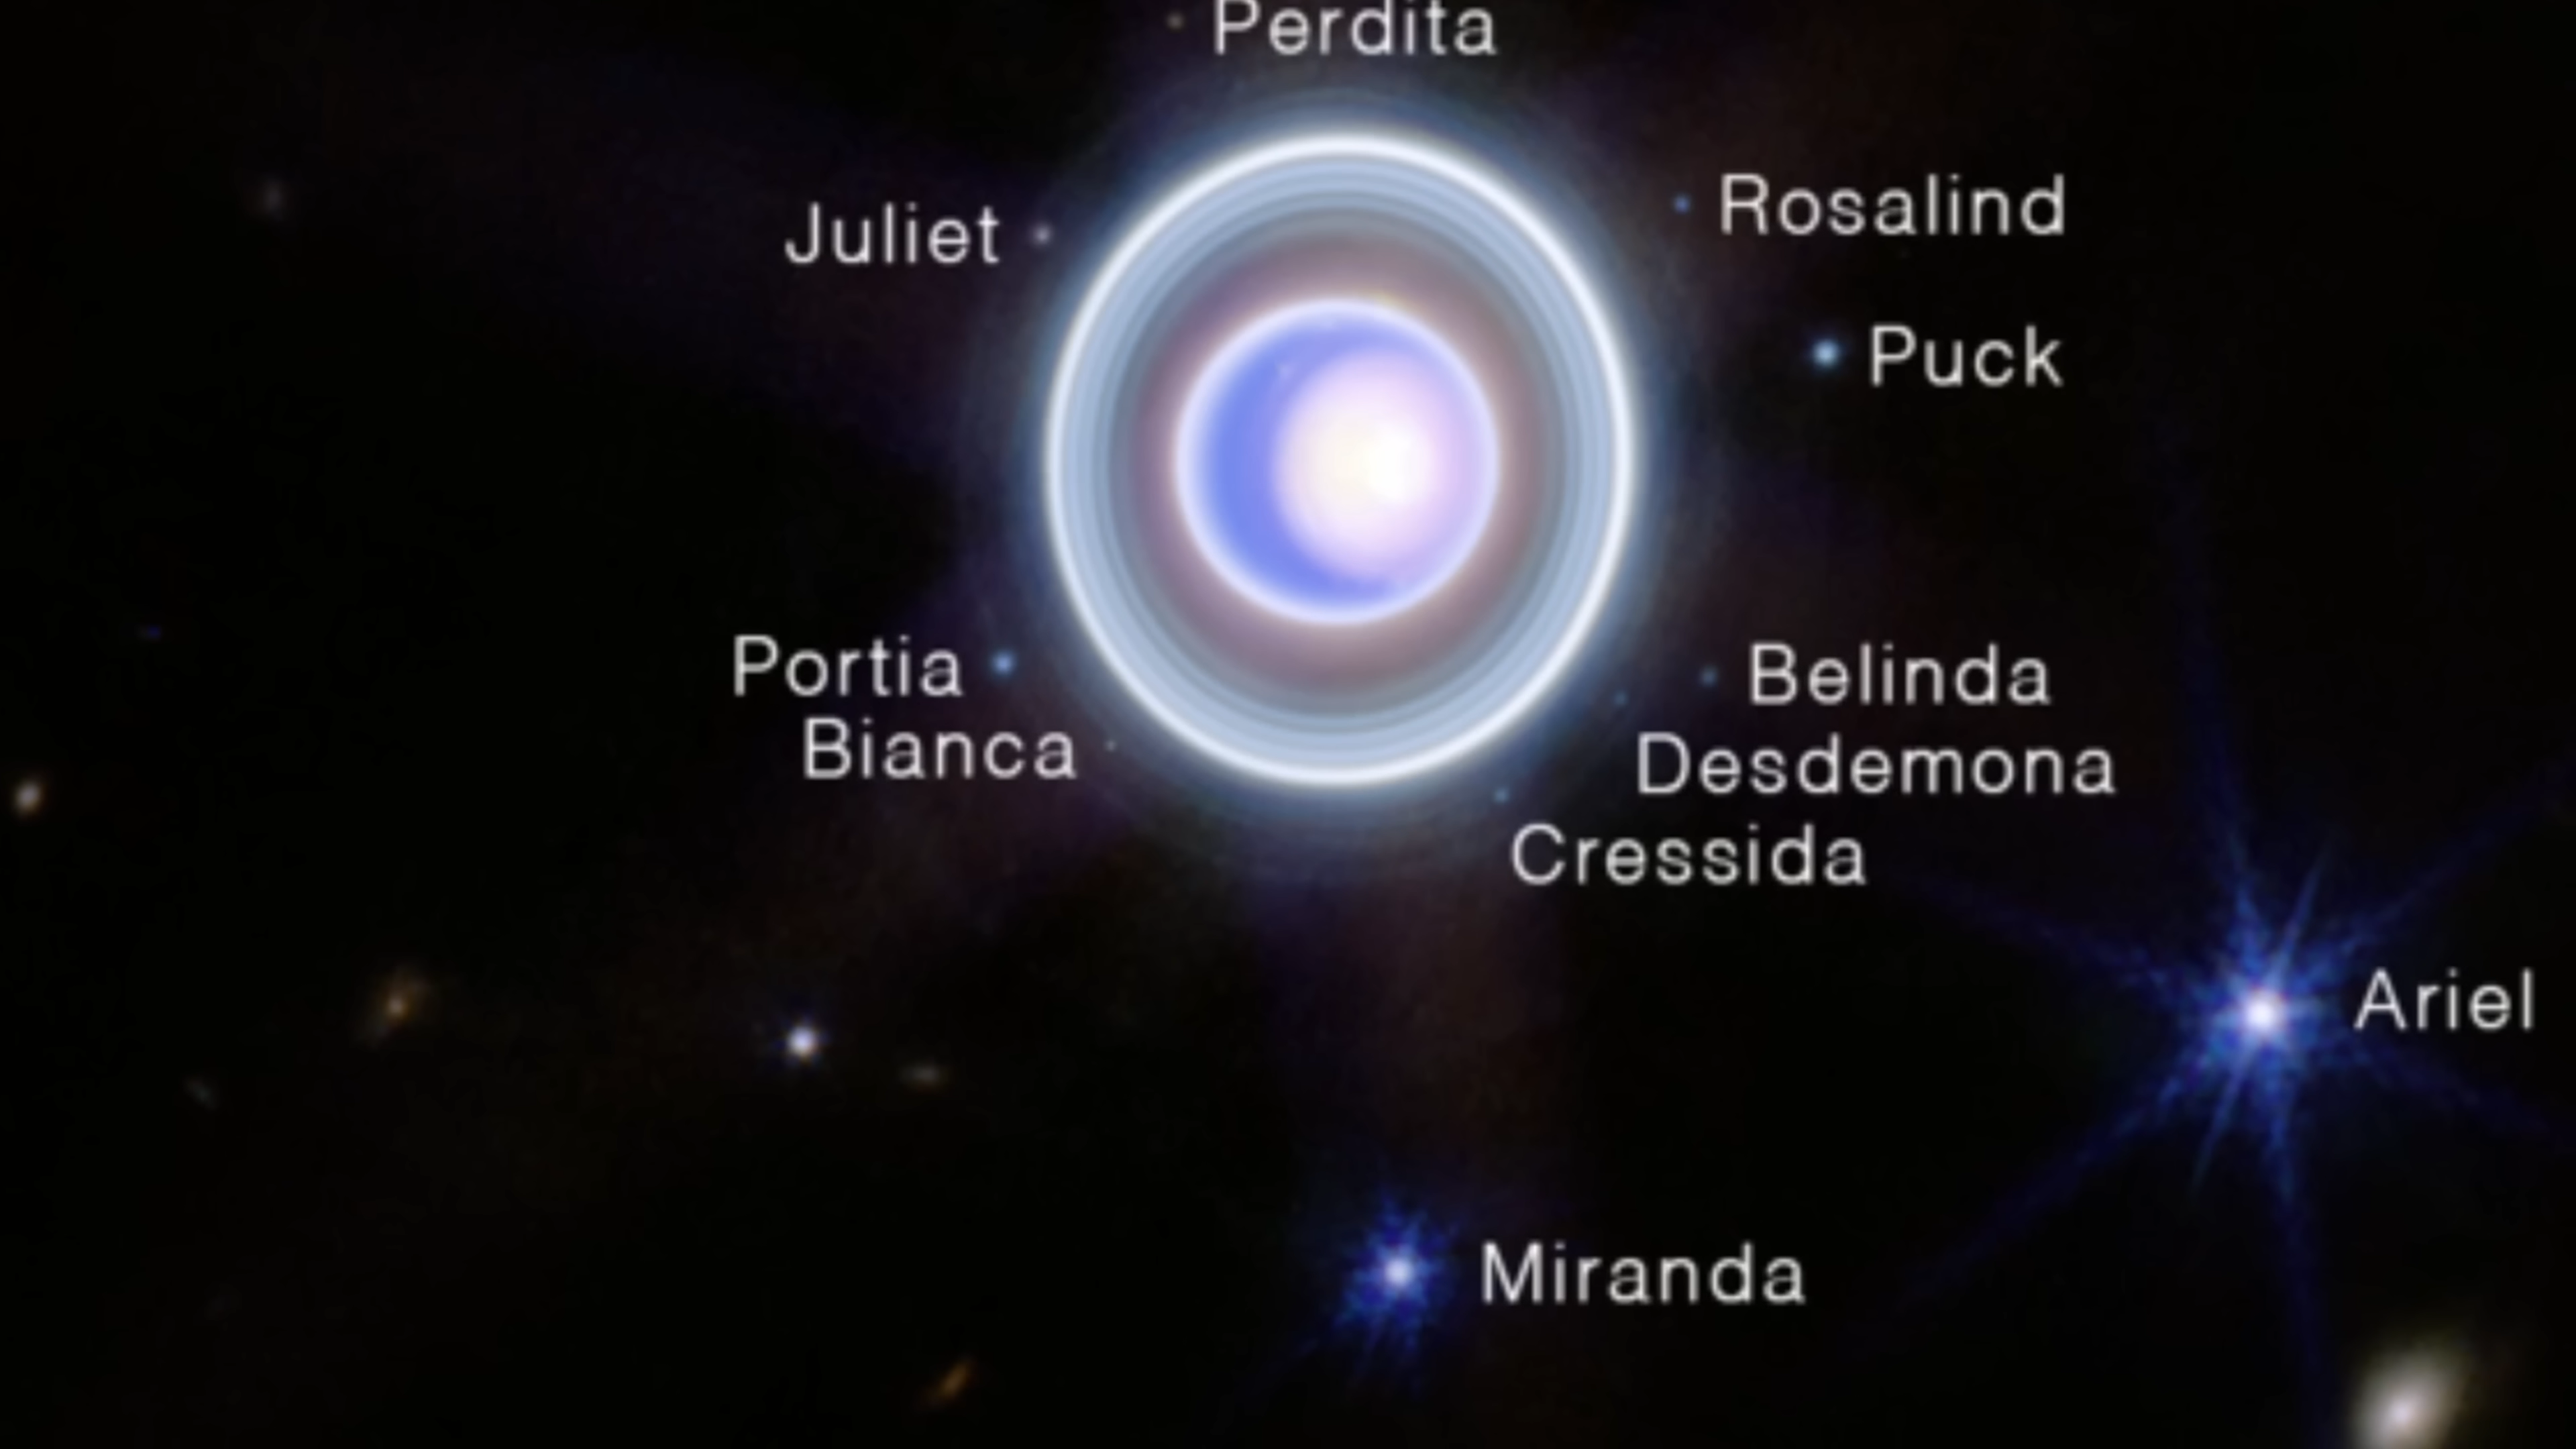 Perdita
Rosalind
Juliet
Puck
Portia
Belinda
Bianca
Desdemona
Cressida
Ariel
Miranda